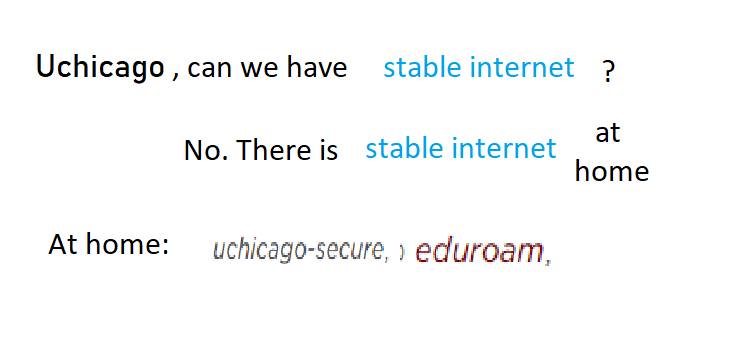 Uchicago , can we have stable internet ?
No. There is stable internet at home
At home: uchicago-secure, , eduroam,